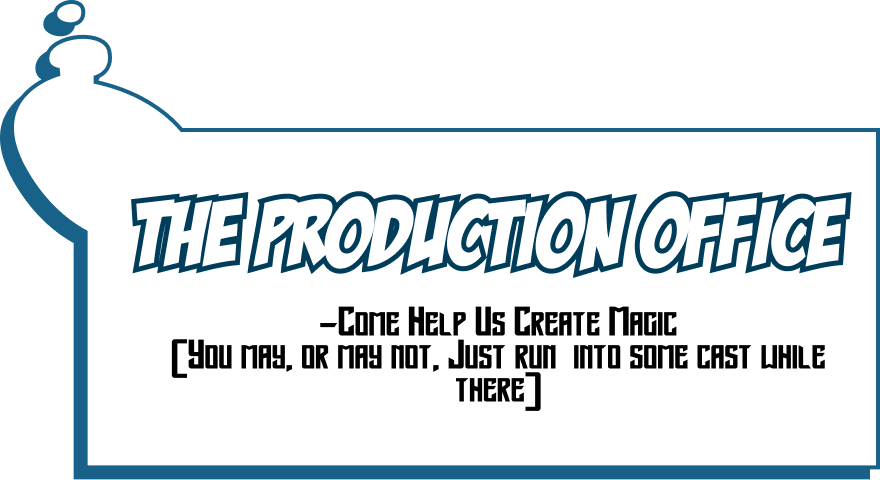 THE PRODUCTION OFFICE
-Come Help Us Create Magic
(You may, or may not, Just run into some cast while
there)